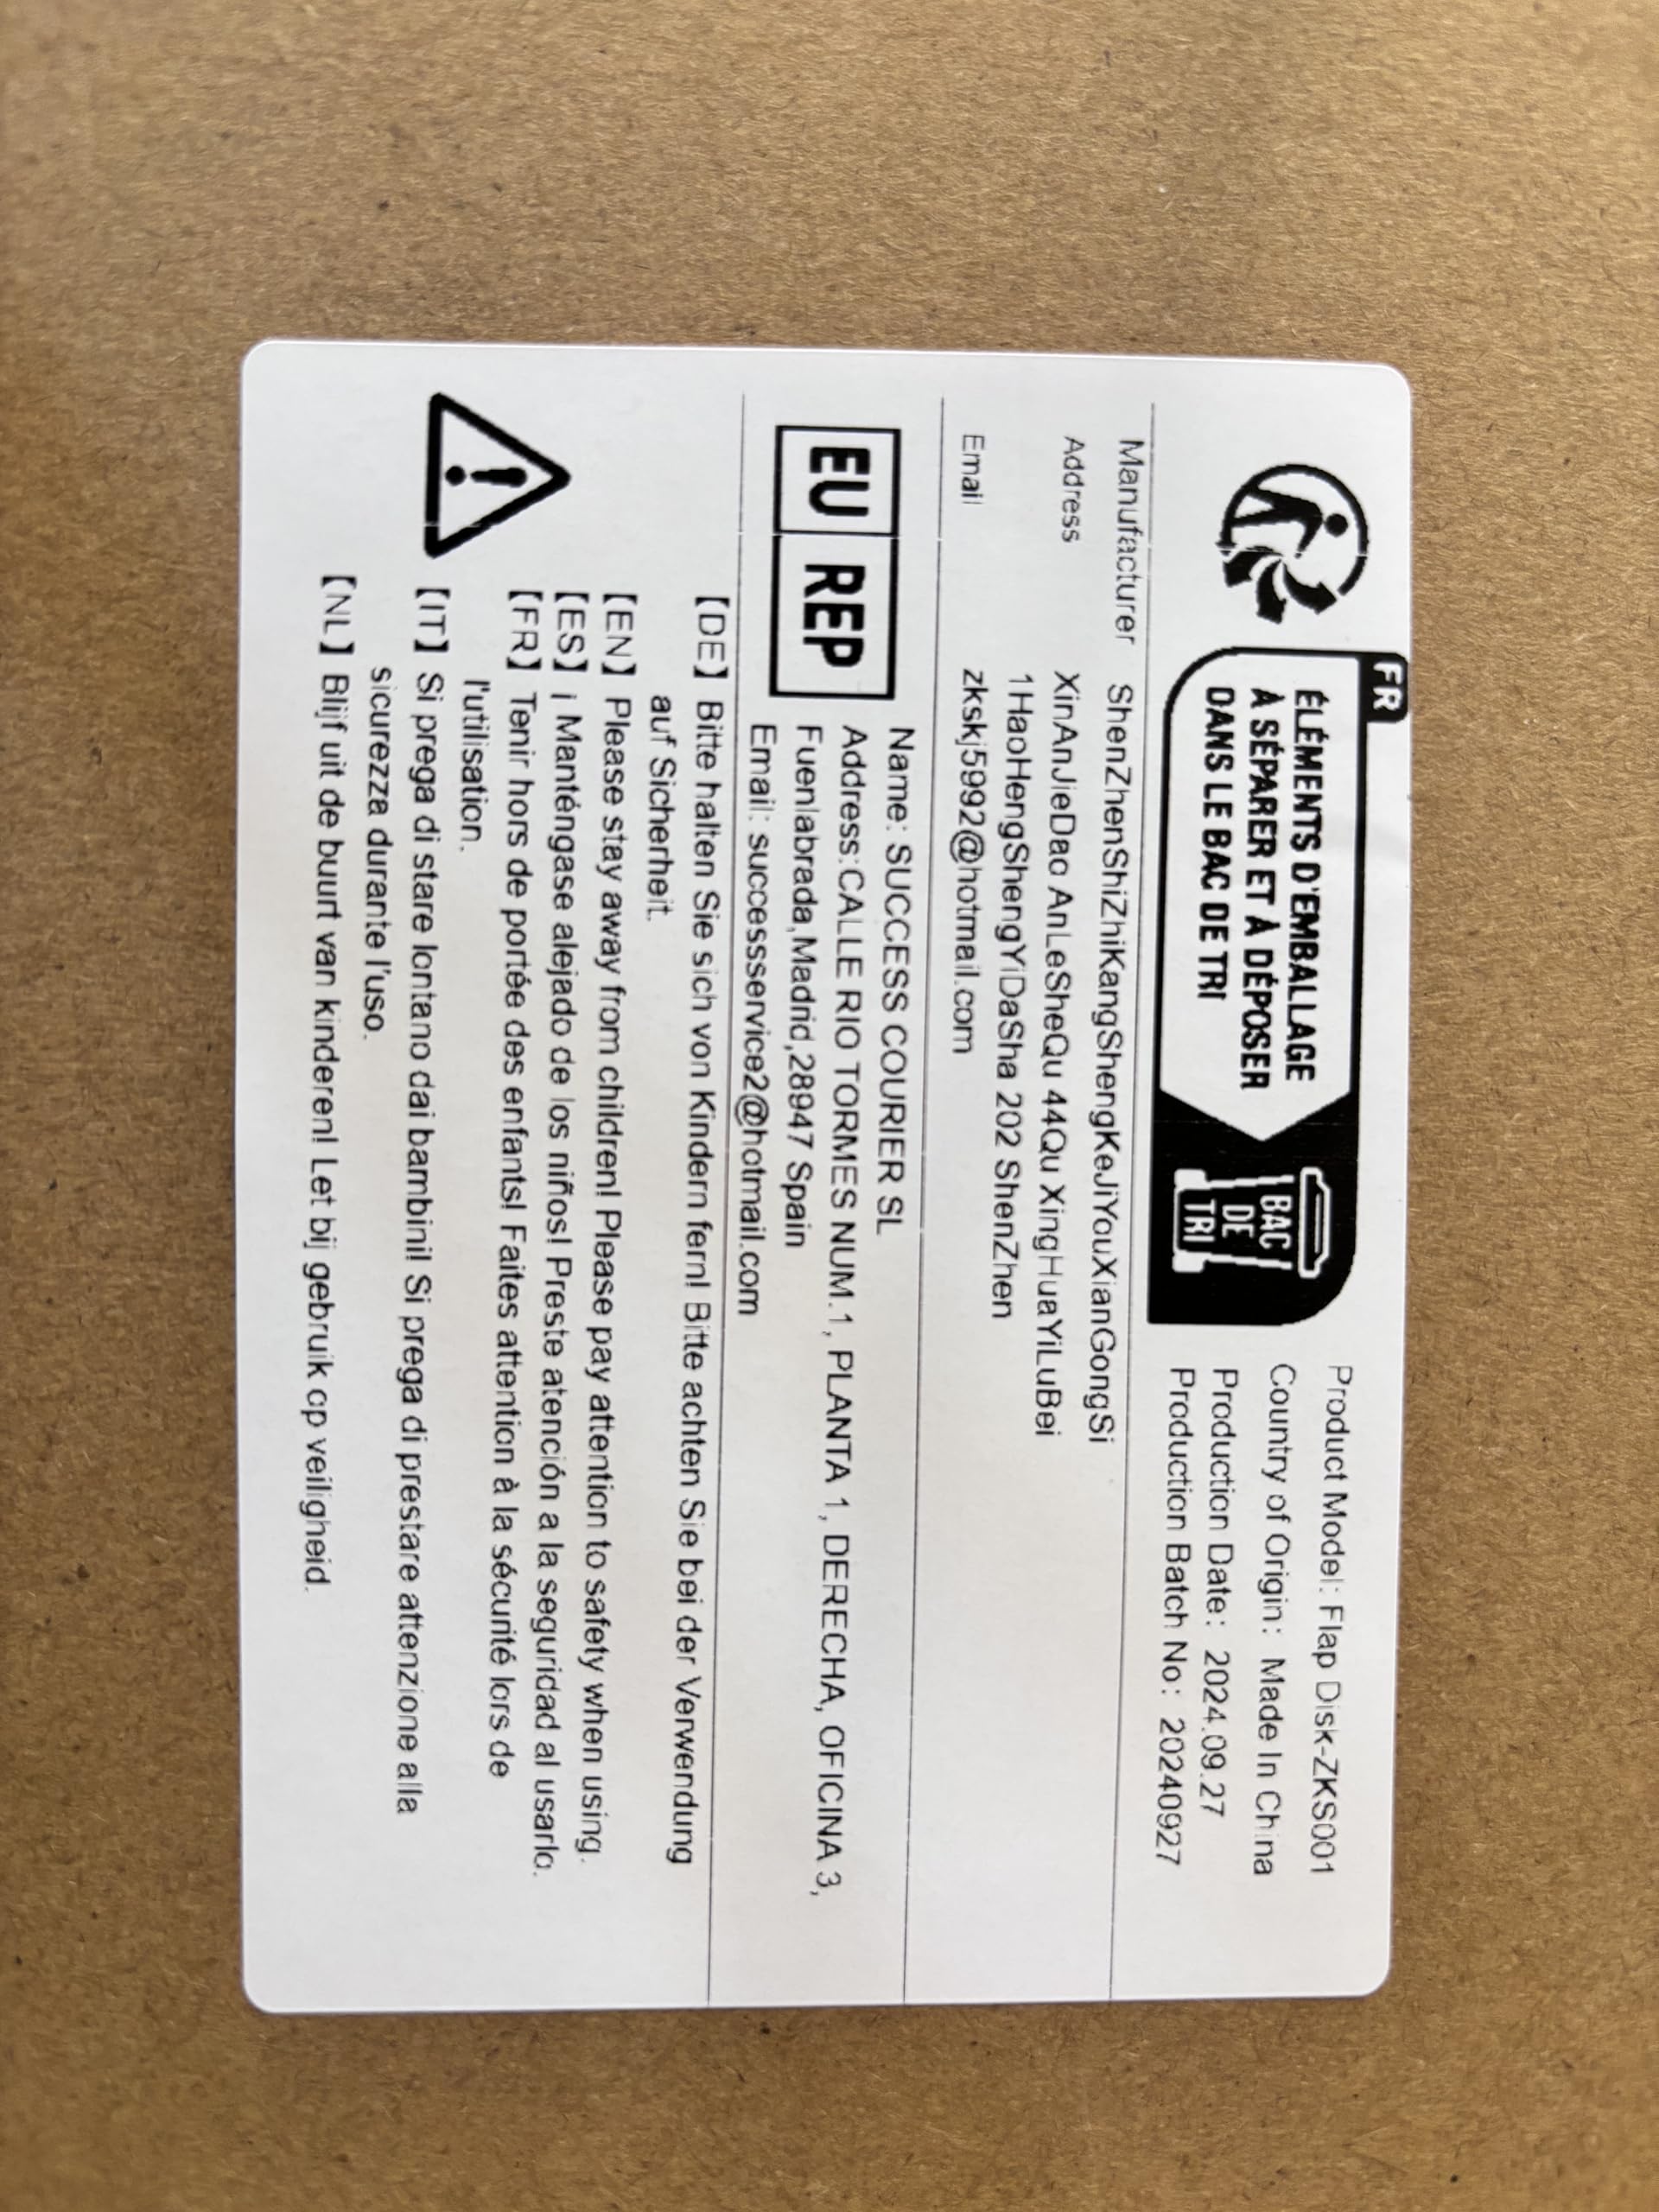 FR
ÉLÉMENTS D'EMBALLAGE
À SÉPARER ET À DÉPOSER
DANS LE BAC DE TRI
BAC
DE
TRI
Product Model: Flap Disk-ZKS001
Country of Origin: Made In China
Production Date: 2024.09.27
Production Batch No: 20240927
Manufacturer ShenZhenShiZhiKangShengKeJiYouXianGongSi
Address XinAnJieDao AnLeSheQu 44Qu XingHuaYiLuBei
1HaoHengShengYiDaSha 202 ShenZhen
Email zkskj5992@hotmail.com
EU REP
Name: SUCCESS COURIER SL
Address:CALLE RIO TORMES NUM.1, PLANTA 1, DERECHA, OFICINA 3,
Fuenlabrada,Madrid,28947 Spain
Email: successservice2@hotmail.com
【DE】 Bitte halten Sie sich von Kindern fern! Bitte achten Sie bei der Verwendung
auf Sicherheit.
【EN】 Please stay away from children! Please pay attention to safety when using.
【ES】 ¡ Manténgase alejado de los niños! Preste atención a la seguridad al usarlo.
【FR】 Tenir hors de portée des enfants! Faites attention à la sécurité lors de
l'utilisation.
【IT】 Si prega di stare lontano dai bambini! Si prega di prestare attenzione alla
sicurezza durante l'uso.
【NL】 Blijf uit de buurt van kinderen! Let bij gebruik op veiligheid.